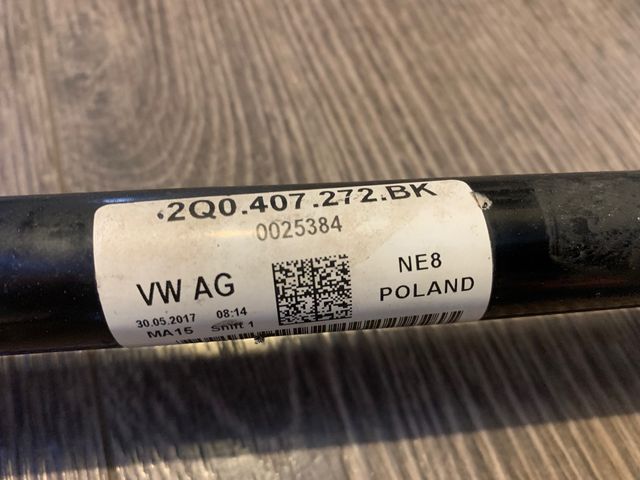 2Q0.407.272.BK
0025384
VW AG
NE8
POLAND
30.05.2017 08:14
MA15 Shift 1